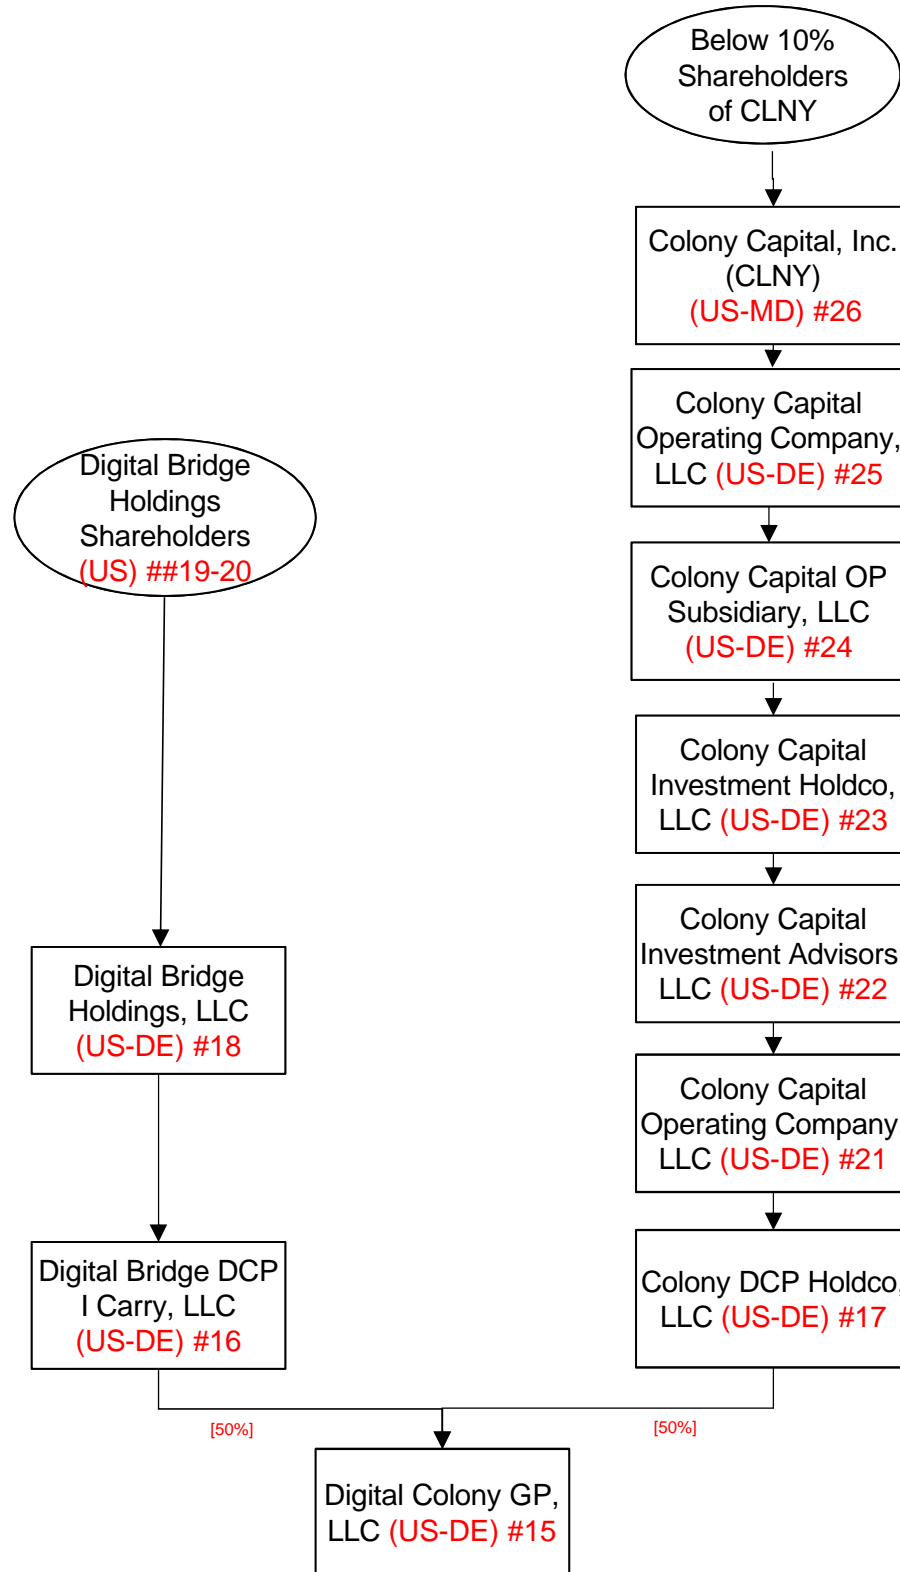 Below 10%
Shareholders
of CLNY
Colony Capital, Inc.
(CLNY)
(US-MD) #26
Colony Capital
Operating Company,
LLC (US-DE) #25
Digital Bridge
Holdings
Shareholders
(US) ##19-20
Colony Capital OP
Subsidiary, LLC
(US-DE) #24
Colony Capital
Investment Holdco,
LLC (US-DE) #23
Colony Capital
Investment Advisors
LLC (US-DE) #22
Digital Bridge
Holdings, LLC
(US-DE) #18
Colony Capital
Operating Company
LLC (US-DE) #21
Digital Bridge DCP
I Carry, LLC
(US-DE) #16
Colony DCP Holdco,
LLC (US-DE) #17
[50%]
[50%]
Digital Colony GP,
LLC (US-DE) #15